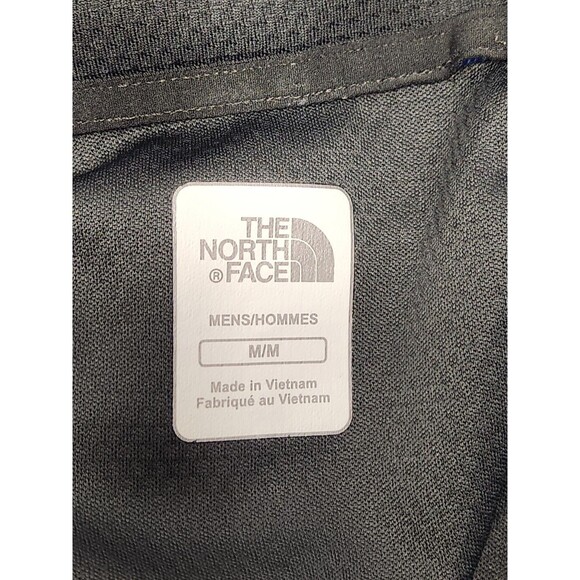 THE
NORTH
® FACE
MENS/HOMMES
M/M
Made in Vietnam
Fabriqué au Vietnam